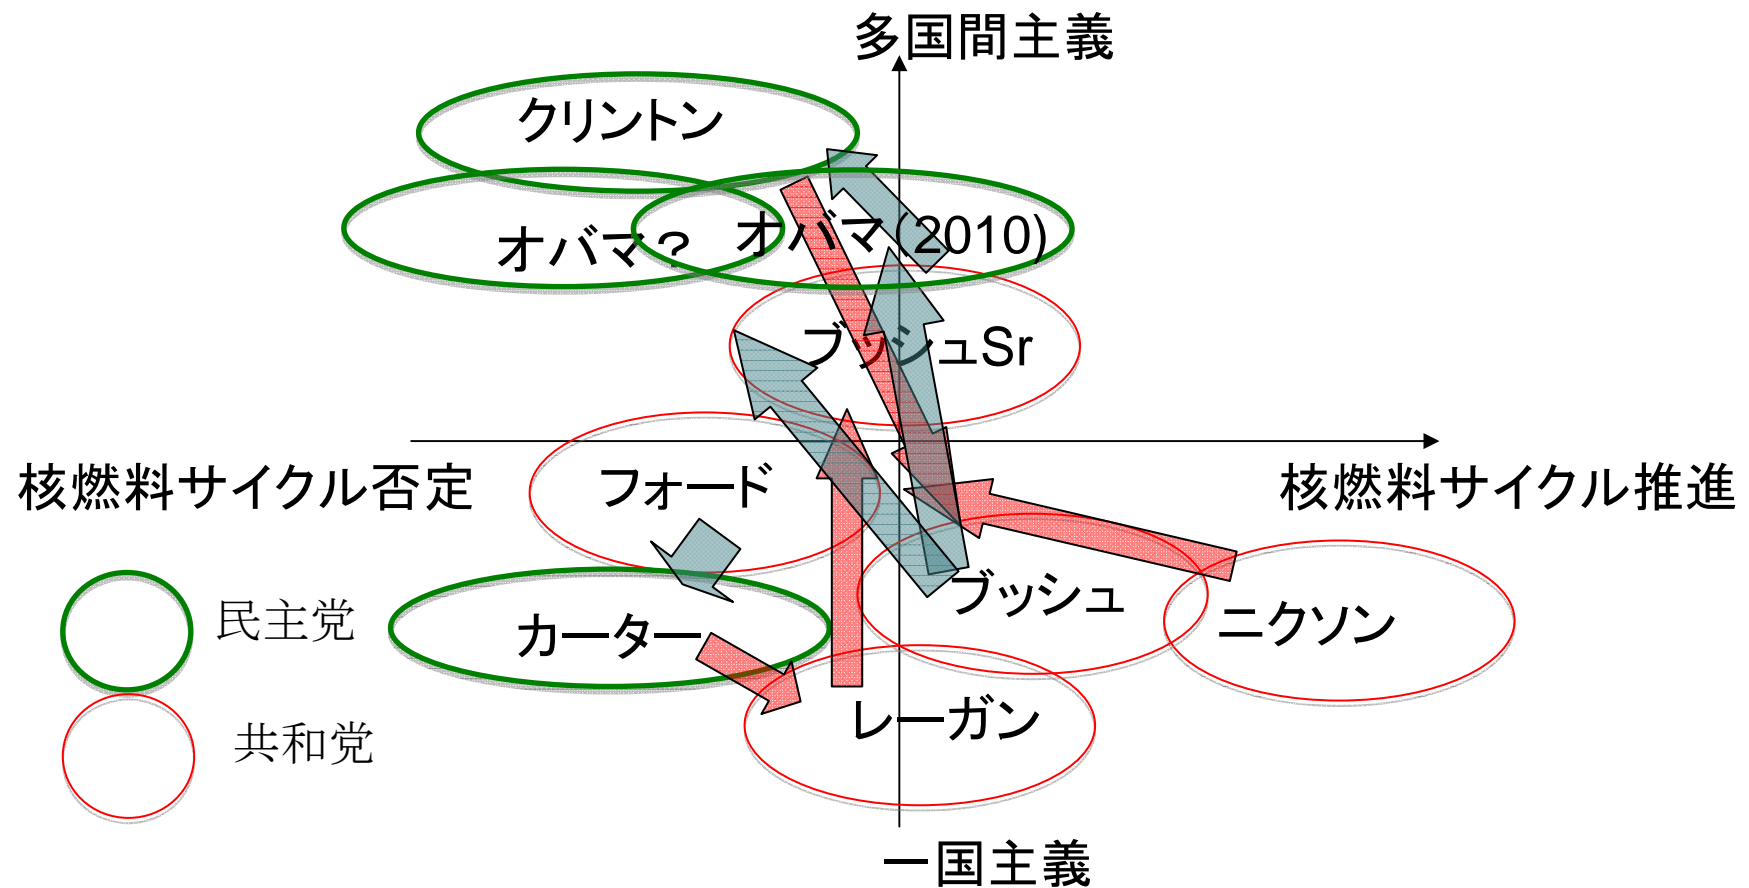 多国間主義
クリントン
オバマ？
オバマ(2010)
ブッシュSr
核燃料サイクル否定
フォード
核燃料サイクル推進
民主党
カーター
ブッシュ
ニクソン
共和党
レーガン
一国主義